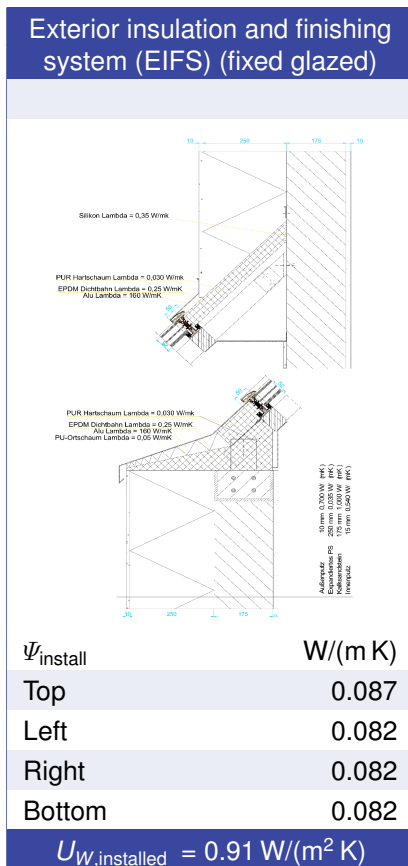 Exterior insulation and finishing
system (EIFS) (fixed glazed)
10 250 175 15
Silikon Lambda = 0,35 W/mk
PUR Hartschaum Lambda = 0,030 W/mk
EPDM Dichtbahn Lambda = 0,25 W/mK
Alu Lambda = 160 W/mK
PUR Hartschaum Lambda = 0,030 W/mk
EPDM Dichtbahn Lambda = 0,25 W/mK
Alu Lambda = 160 W/mK
PU-Ortschaum Lambda = 0,05 W/mK
Außenputz 10 mm 0,700 W/ (mK)
Expandiertes PS 250 mm 0,035 W/ (mK)
Kalksandstein 175 mm 1,000 W/ (mK)
Innenputz 15 mm 0,540 W/ (mK)
10 250 175
Ψinstall W/(m K)
Top 0.087
Left 0.082
Right 0.082
Bottom 0.082
UW,installed = 0.91 W/(m² K)